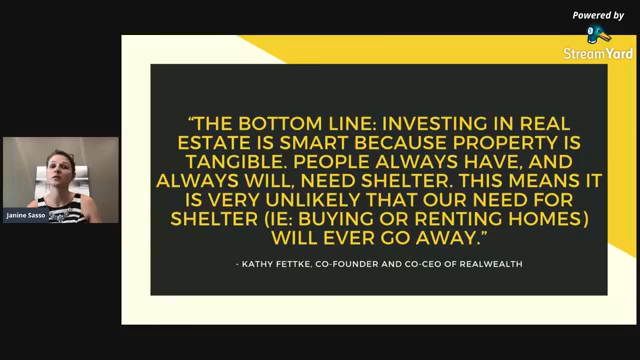 Powered by
StreamYard
"THE BOTTOM LINE: INVESTING IN REAL
ESTATE IS SMART BECAUSE PROPERTY IS
TANGIBLE. PEOPLE ALWAYS HAVE, AND
ALWAYS WILL, NEED SHELTER. THIS MEANS IT
IS VERY UNLIKELY THAT OUR NEED FOR
SHELTER (IE: BUYING OR RENTING HOMES)
WILL EVER GO AWAY."
- KATHY FETTKE, CO-FOUNDER AND CO-CEO OF REALWEALTH
Janine Sasso